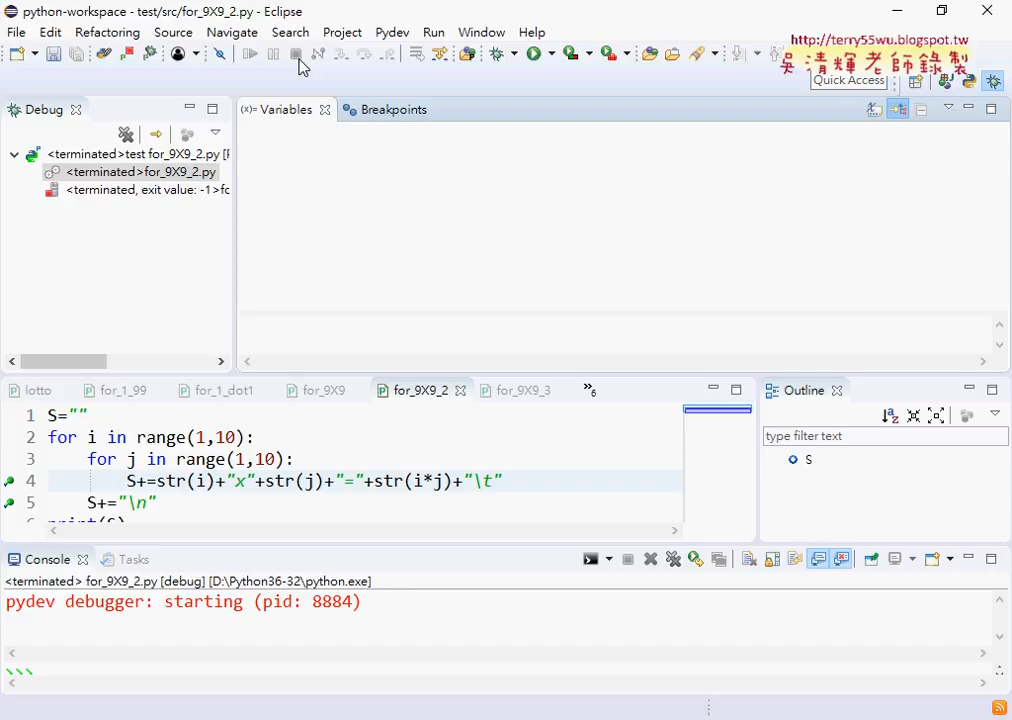 python-workspace - test/src/for_9X9_2.py - Eclipse
File Edit Refactoring Source Navigate Search Project Pydev Run Window Help
http://terry55wu.blogspot.tw
吳清輝老師錄製
Quick Access
Debug
(x)= Variables
Breakpoints
<terminated>test for_9X9_2.py [
<terminated>for_9X9_2.py
<terminated, exit value: -1>fo
lotto
for_1_99
for_1_dot1
for_9X9
for_9X9_2
for_9X9_3
»6
Outline
1 S=""
2 for i in range(1,10):
3 for j in range(1,10):
4 S+=str(i)+"x"+str(j)+"="+str(i*j)+"\t"
5 S+="\n"
6 print(S)
type filter text
S
Console
Tasks
<terminated> for_9X9_2.py [debug] [D:\Python36-32\python.exe]
pydev debugger: starting (pid: 8884)
>>>